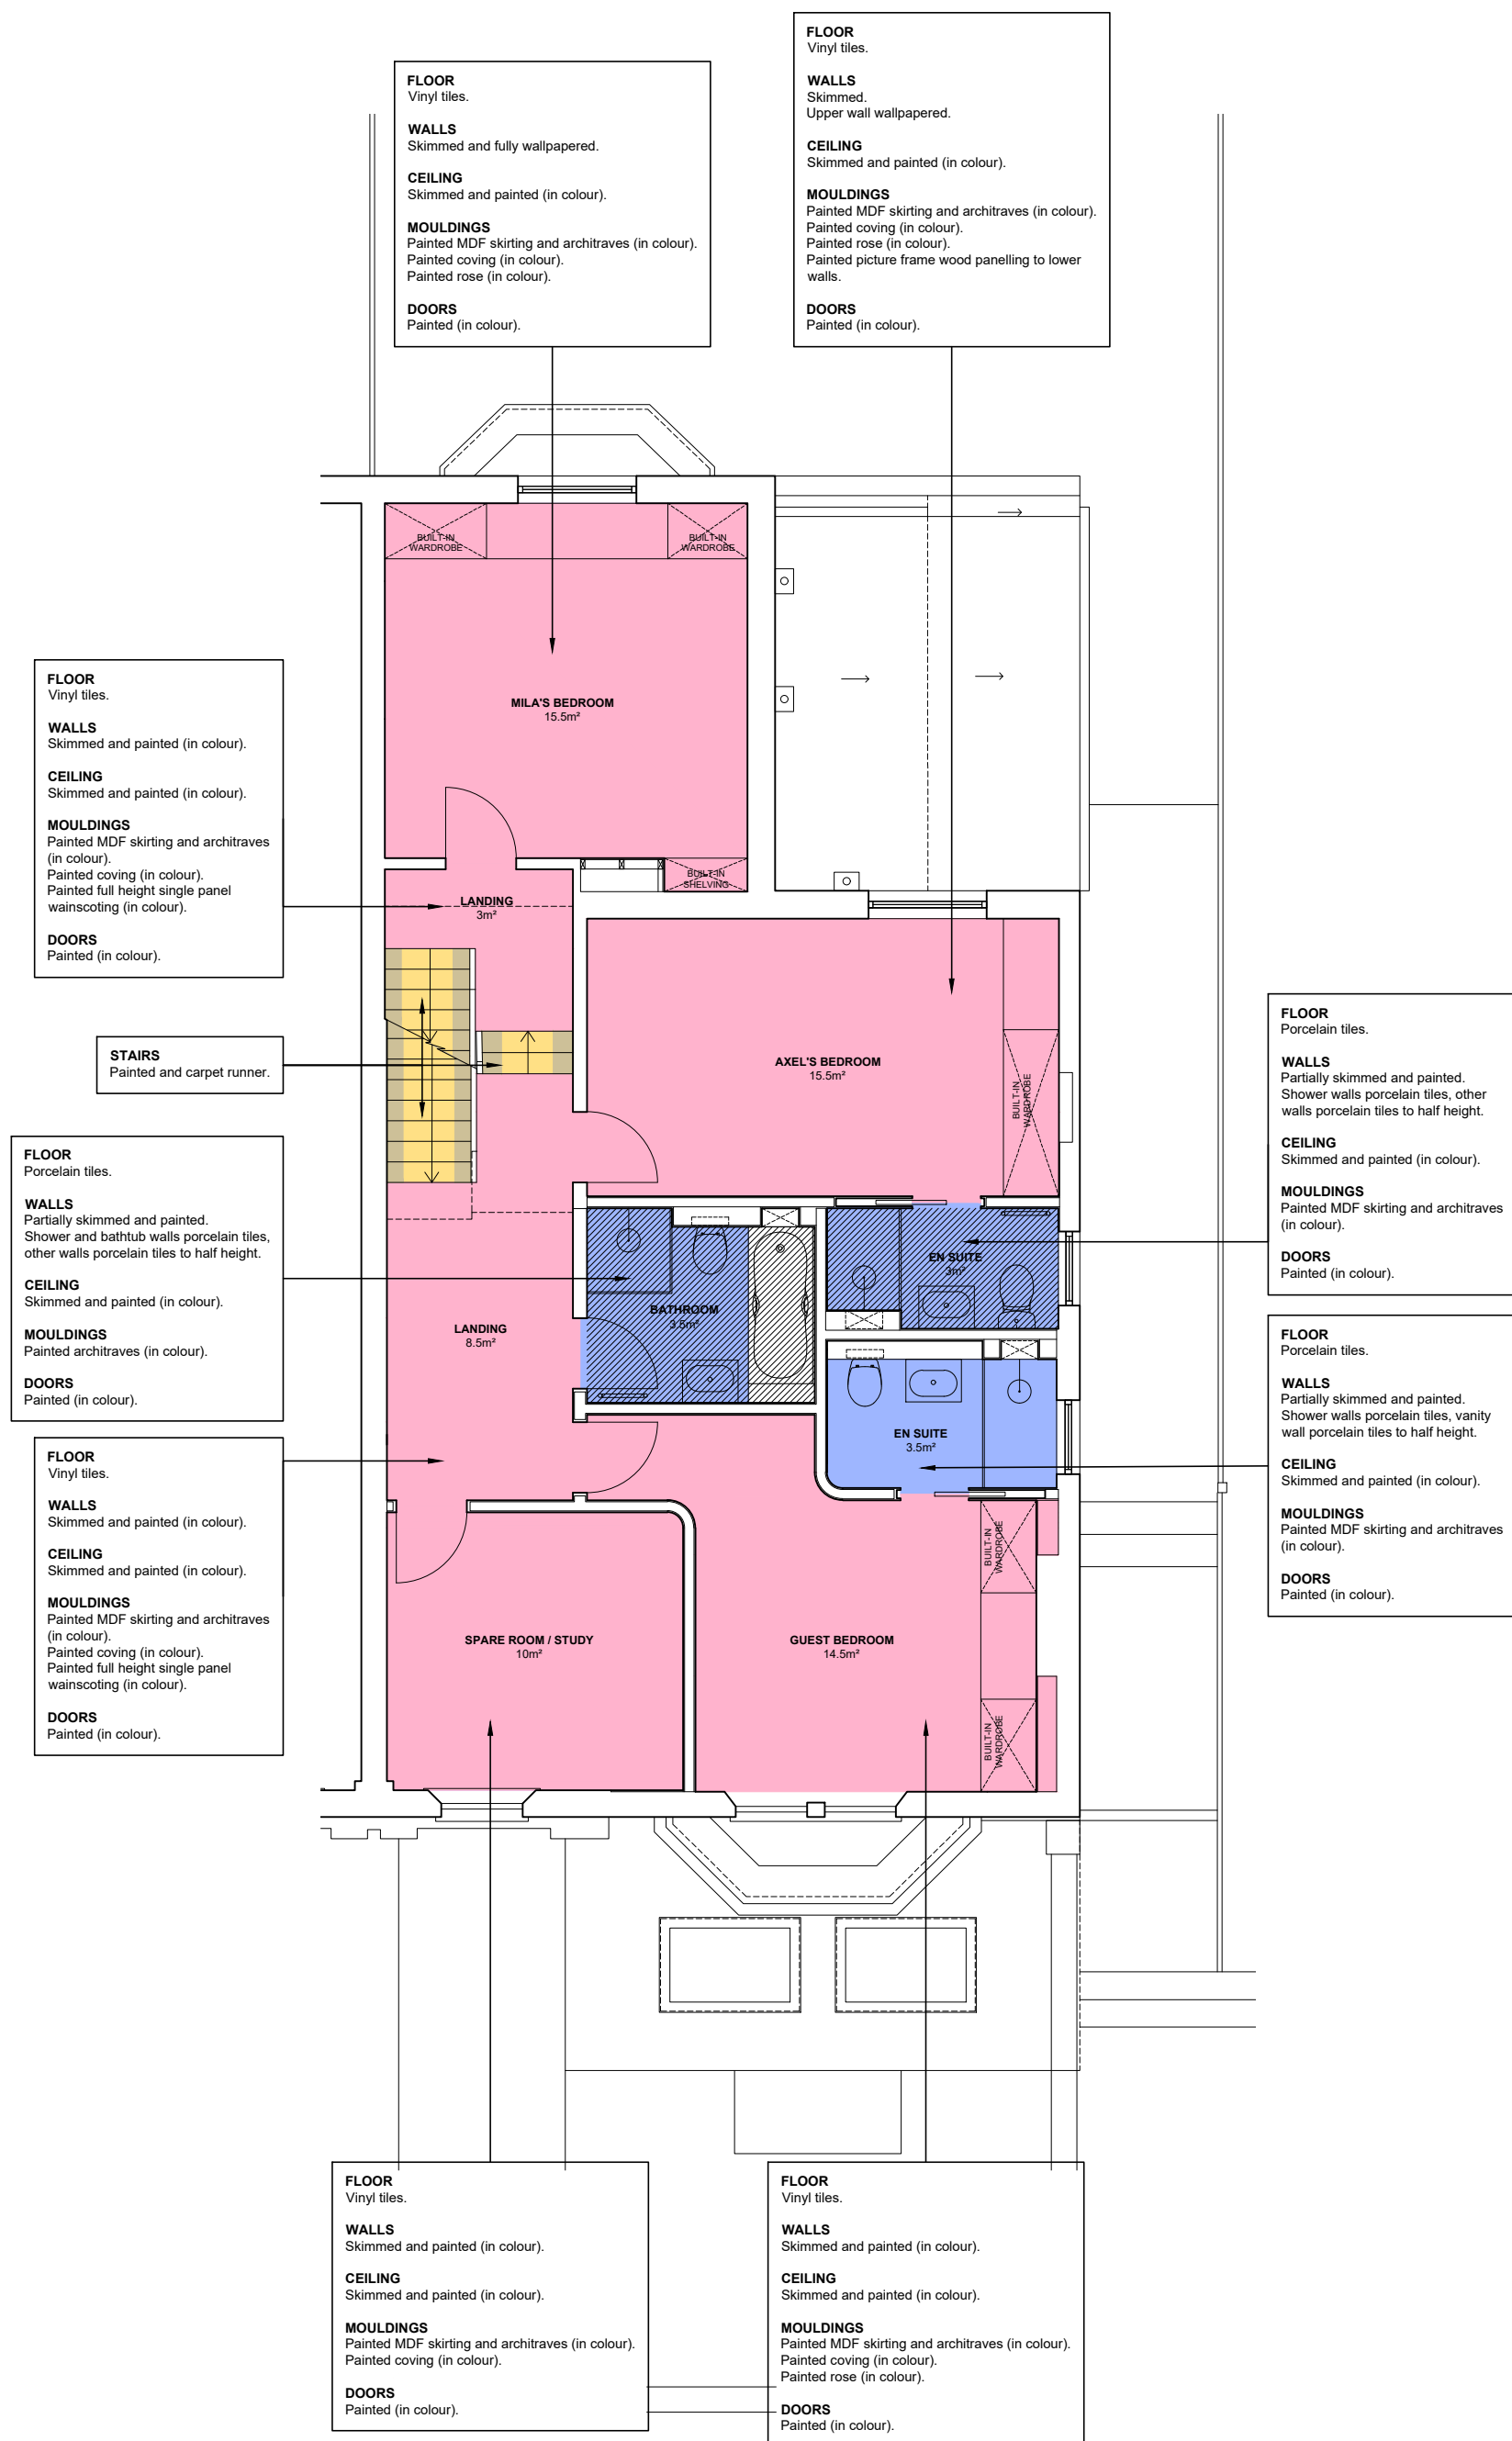 FLOOR
Vinyl tiles.
WALLS
Skimmed and fully wallpapered.
CEILING
Skimmed and painted (in colour).
MOULDINGS
Painted MDF skirting and architraves (in colour).
Painted coving (in colour).
Painted rose (in colour).
DOORS
Painted (in colour).
FLOOR
Vinyl tiles.
WALLS
Skimmed.
Upper wall wallpapered.
CEILING
Skimmed and painted (in colour).
MOULDINGS
Painted MDF skirting and architraves (in colour).
Painted coving (in colour).
Painted rose (in colour).
Painted picture frame wood panelling to lower
walls.
DOORS
Painted (in colour).
BUILT-IN
WARDROBE
BUILT-IN
WARDROBE
MILA'S BEDROOM
15.5m²
FLOOR
Vinyl tiles.
WALLS
Skimmed and painted (in colour).
CEILING
Skimmed and painted (in colour).
MOULDINGS
Painted MDF skirting and architraves
(in colour).
Painted coving (in colour).
Painted full height single panel
wainscoting (in colour).
DOORS
Painted (in colour).
BUILT-IN
SHELVING
LANDING
3m²
STAIRS
Painted and carpet runner.
AXEL'S BEDROOM
15.5m²
BUILT-IN
WARDROBE
FLOOR
Porcelain tiles.
WALLS
Partially skimmed and painted.
Shower walls porcelain tiles, other
walls porcelain tiles to half height.
CEILING
Skimmed and painted (in colour).
MOULDINGS
Painted MDF skirting and architraves
(in colour).
DOORS
Painted (in colour).
FLOOR
Porcelain tiles.
WALLS
Partially skimmed and painted.
Shower and bathtub walls porcelain tiles,
other walls porcelain tiles to half height.
CEILING
Skimmed and painted (in colour).
MOULDINGS
Painted architraves (in colour).
DOORS
Painted (in colour).
EN SUITE
3m²
BATHROOM
3.5m²
LANDING
8.5m²
EN SUITE
3.5m²
FLOOR
Porcelain tiles.
WALLS
Partially skimmed and painted.
Shower walls porcelain tiles, vanity
wall porcelain tiles to half height.
CEILING
Skimmed and painted (in colour).
MOULDINGS
Painted MDF skirting and architraves
(in colour).
DOORS
Painted (in colour).
FLOOR
Vinyl tiles.
WALLS
Skimmed and painted (in colour).
CEILING
Skimmed and painted (in colour).
MOULDINGS
Painted MDF skirting and architraves
(in colour).
Painted coving (in colour).
Painted full height single panel
wainscoting (in colour).
DOORS
Painted (in colour).
BUILT-IN
WARDROBE
SPARE ROOM / STUDY
10m²
GUEST BEDROOM
14.5m²
BUILT-IN
WARDROBE
FLOOR
Vinyl tiles.
WALLS
Skimmed and painted (in colour).
CEILING
Skimmed and painted (in colour).
MOULDINGS
Painted MDF skirting and architraves (in colour).
Painted coving (in colour).
DOORS
Painted (in colour).
FLOOR
Vinyl tiles.
WALLS
Skimmed and painted (in colour).
CEILING
Skimmed and painted (in colour).
MOULDINGS
Painted MDF skirting and architraves (in colour).
Painted coving (in colour).
Painted rose (in colour).
DOORS
Painted (in colour).